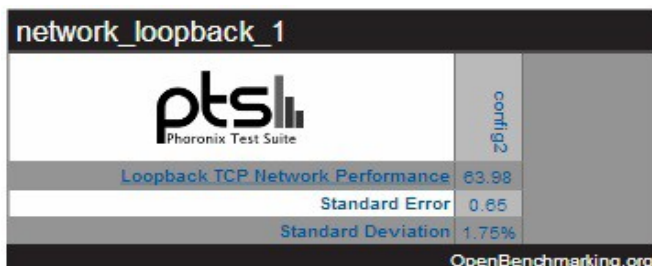 network_loopback_1
pts
Phoronix Test Suite
config2
Loopback TCP Network Performance 63.98
Standard Error 0.65
Standard Deviation 1.75%
OpenBenchmarking.org